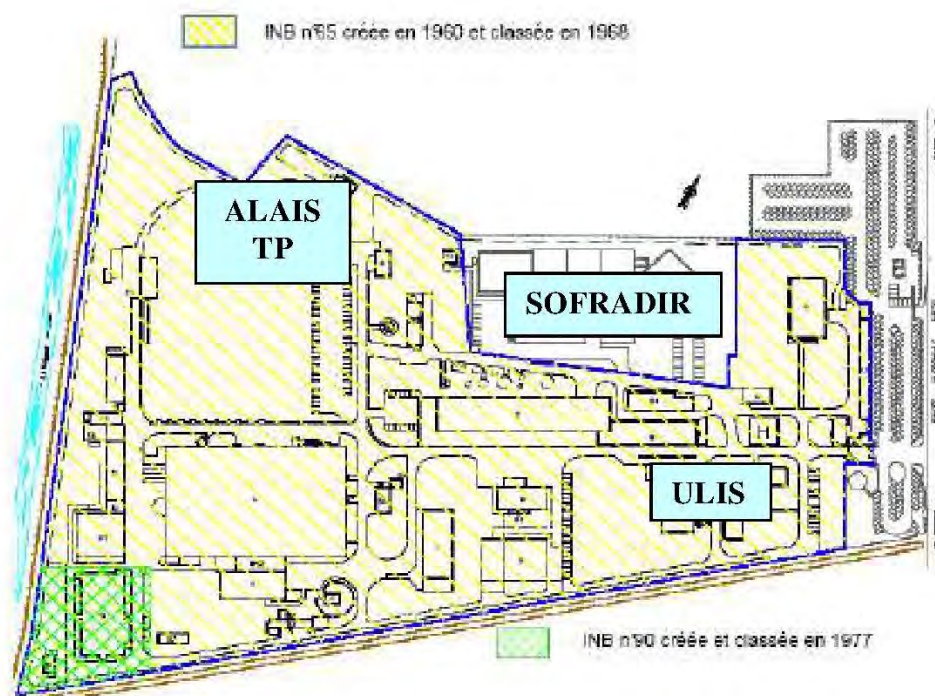 INB n°65 créée en 1960 et classée en 1968
ALAIS
TP
SOFRADIR
ULIS
INB n°90 créée et classée en 1977